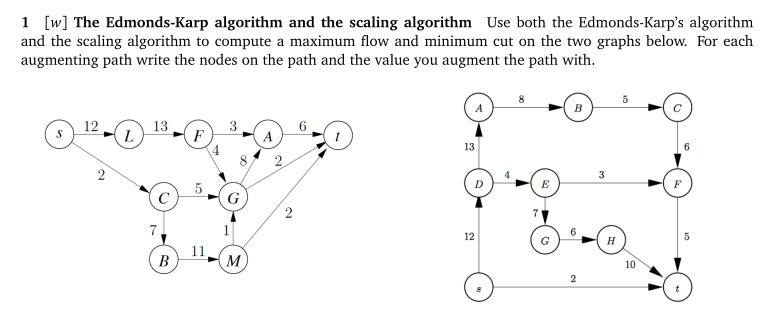 1 [w] The Edmonds-Karp algorithm and the scaling algorithm Use both the Edmonds-Karp's algorithm
and the scaling algorithm to compute a maximum flow and minimum cut on the two graphs below. For each
augmenting path write the nodes on the path and the value you augment the path with.
s 12 L 13 F 3 A 6 t
4 8 2
2
C 5 G
2
7 1
B 11 M
A 8 B 5 C
13 6
D 4 E 3 F
7
12 G 6 H 5
10
s 2 t